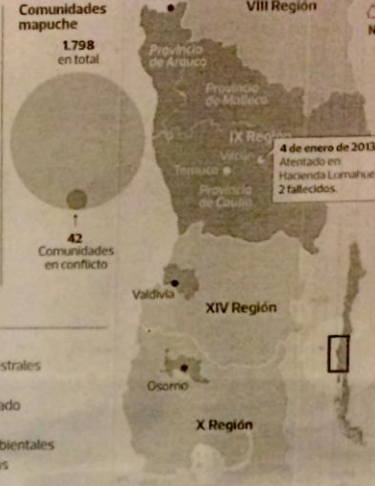 Comunidades
mapuche
1.798
en total
42
Comunidades
en conflicto
VIII Región
Provincia
de Arauco
Provincia
de Malleco
IX Región
Vilcún
Temuco
Provincia
de Cautín
4 de enero de 2013
Atentado en
Hacienda Lumahue
2 fallecidos.
Valdivia
XIV Región
Osorno
X Región
strales
ado
bientales
s
N